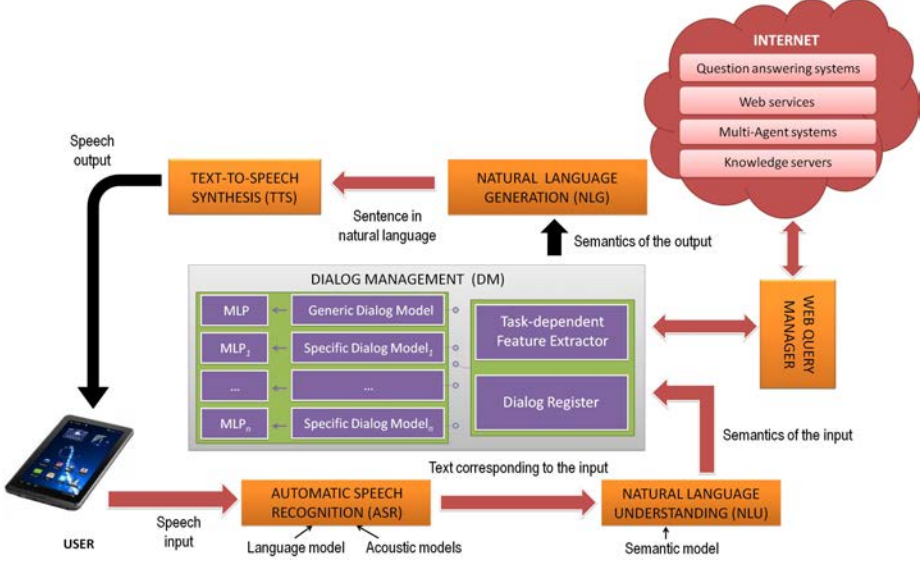 INTERNET
Question answering systems
Web services
Multi-Agent systems
Knowledge servers
Speech
output
TEXT-TO-SPEECH
SYNTHESIS (TTS)
Sentence in
natural language
NATURAL LANGUAGE
GENERATION (NLG)
Semantics of the output
DIALOG MANAGEMENT (DM)
MLP
Generic Dialog Model
MLP1
Specific Dialog Model1
...
...
MLPn
Specific Dialog Modeln
Task-dependent
Feature Extractor
Dialog Register
WEB QUERY
MANAGER
Semantics of the input
Text corresponding to the input
AUTOMATIC SPEECH
RECOGNITION (ASR)
NATURAL LANGUAGE
UNDERSTANDING (NLU)
USER
Speech
input
Language model
Acoustic models
Semantic model